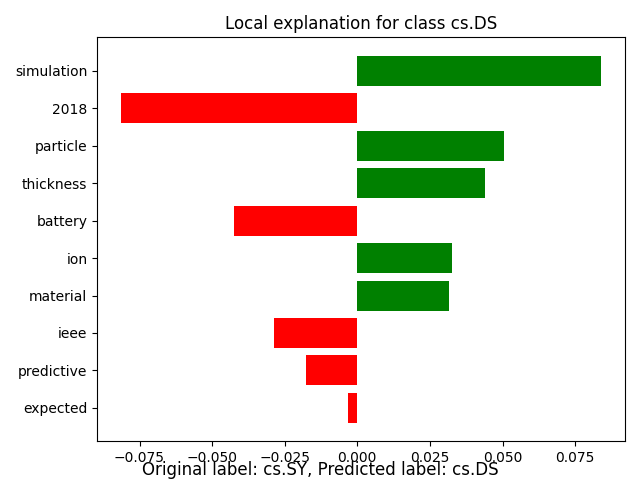 Local explanation for class cs.DS
simulation
2018
particle
thickness
battery
ion
material
ieee
predictive
expected
−0.075 −0.050 −0.025 0.000 0.025 0.050 0.075
Original label: cs.SY, Predicted label: cs.DS